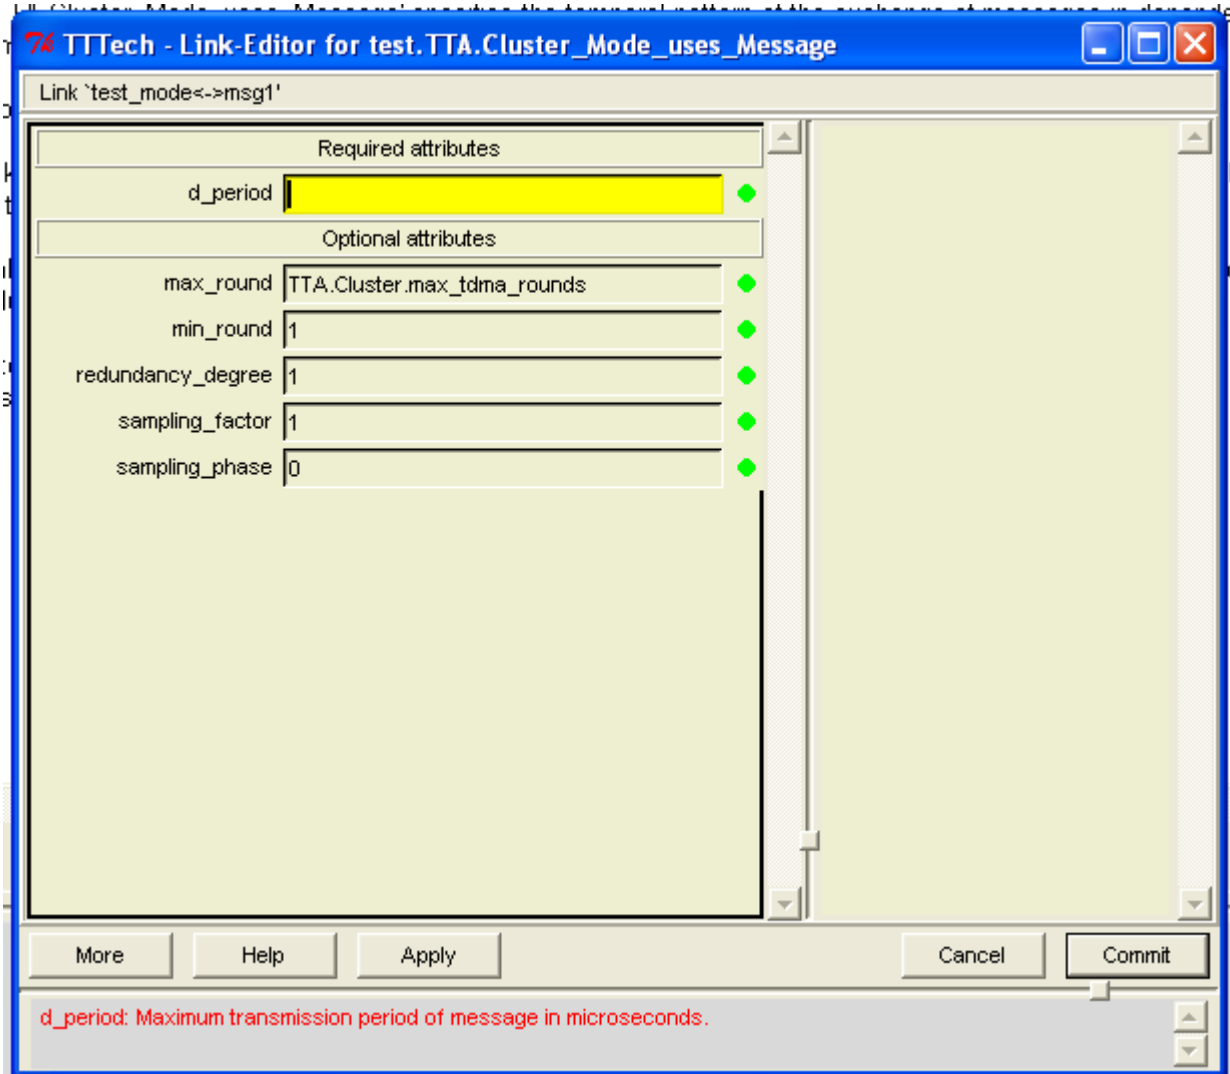 TTTech - Link-Editor for test.TTA.Cluster_Mode_uses_Message
Link `test_mode<->msg1'
Required attributes
d_period
Optional attributes
max_round TTA.Cluster.max_tdma_rounds
min_round 1
redundancy_degree 1
sampling_factor 1
sampling_phase 0
More Help Apply Cancel Commit
d_period: Maximum transmission period of message in microseconds.